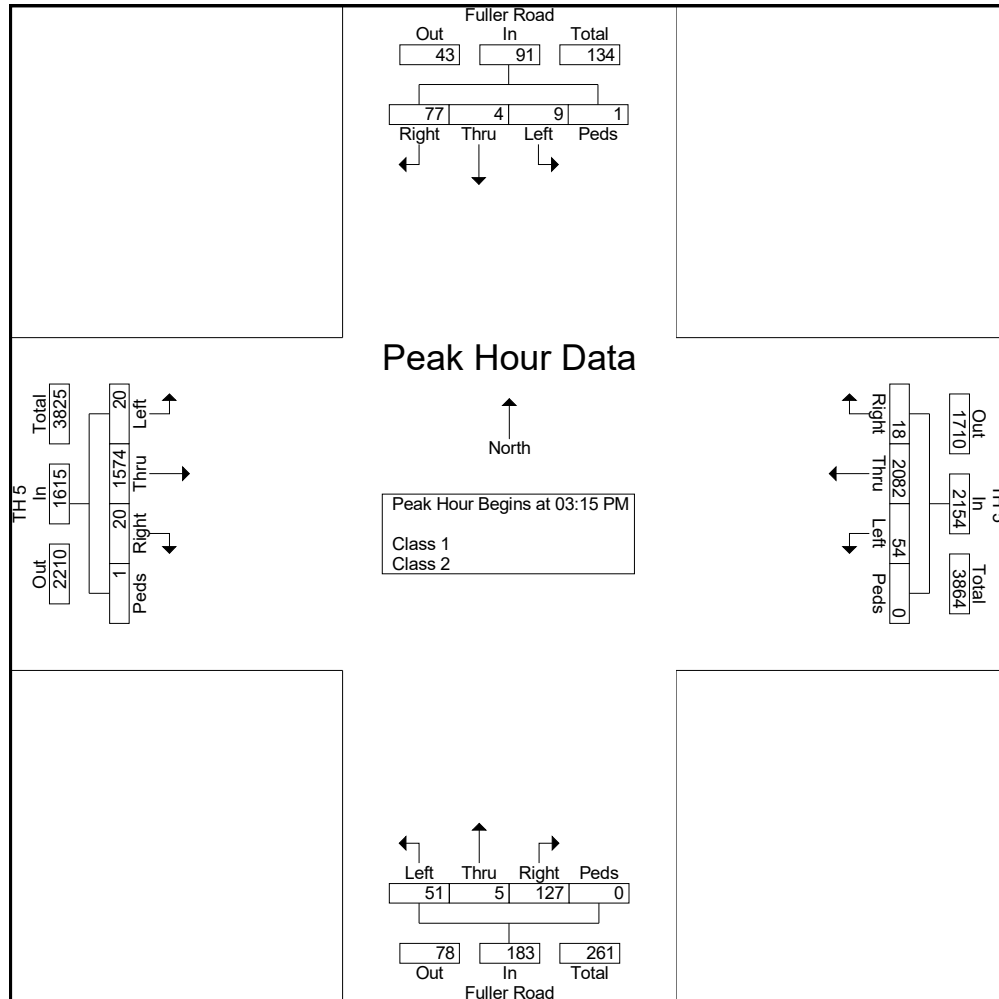 Fuller Road
Out In Total
43 91 134
77 4 9 1
Right Thru Left Peds
Peak Hour Data
North
Peak Hour Begins at 03:15 PM
Class 1
Class 2
TH 5
Total In Out
3825 1615 2210
20 1574 20 1
Left Thru Right Peds
Right Thru Left Peds
18 2082 54 0
1710 2154 3864
Out In Total
TH 5
Left Thru Right Peds
51 5 127 0
78 183 261
Out In Total
Fuller Road